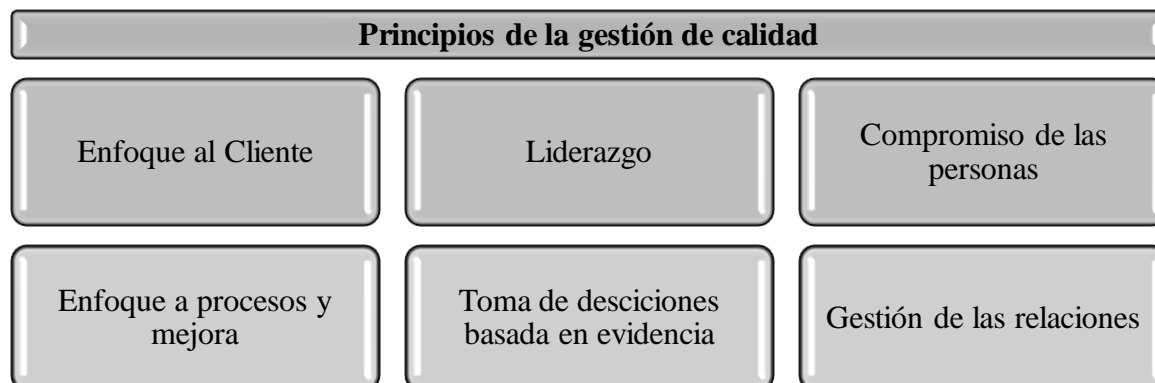 Principios de la gestión de calidad
Enfoque al Cliente
Liderazgo
Compromiso de las
personas
Enfoque a procesos y
mejora
Toma de desciciones
basada en evidencia
Gestión de las relaciones